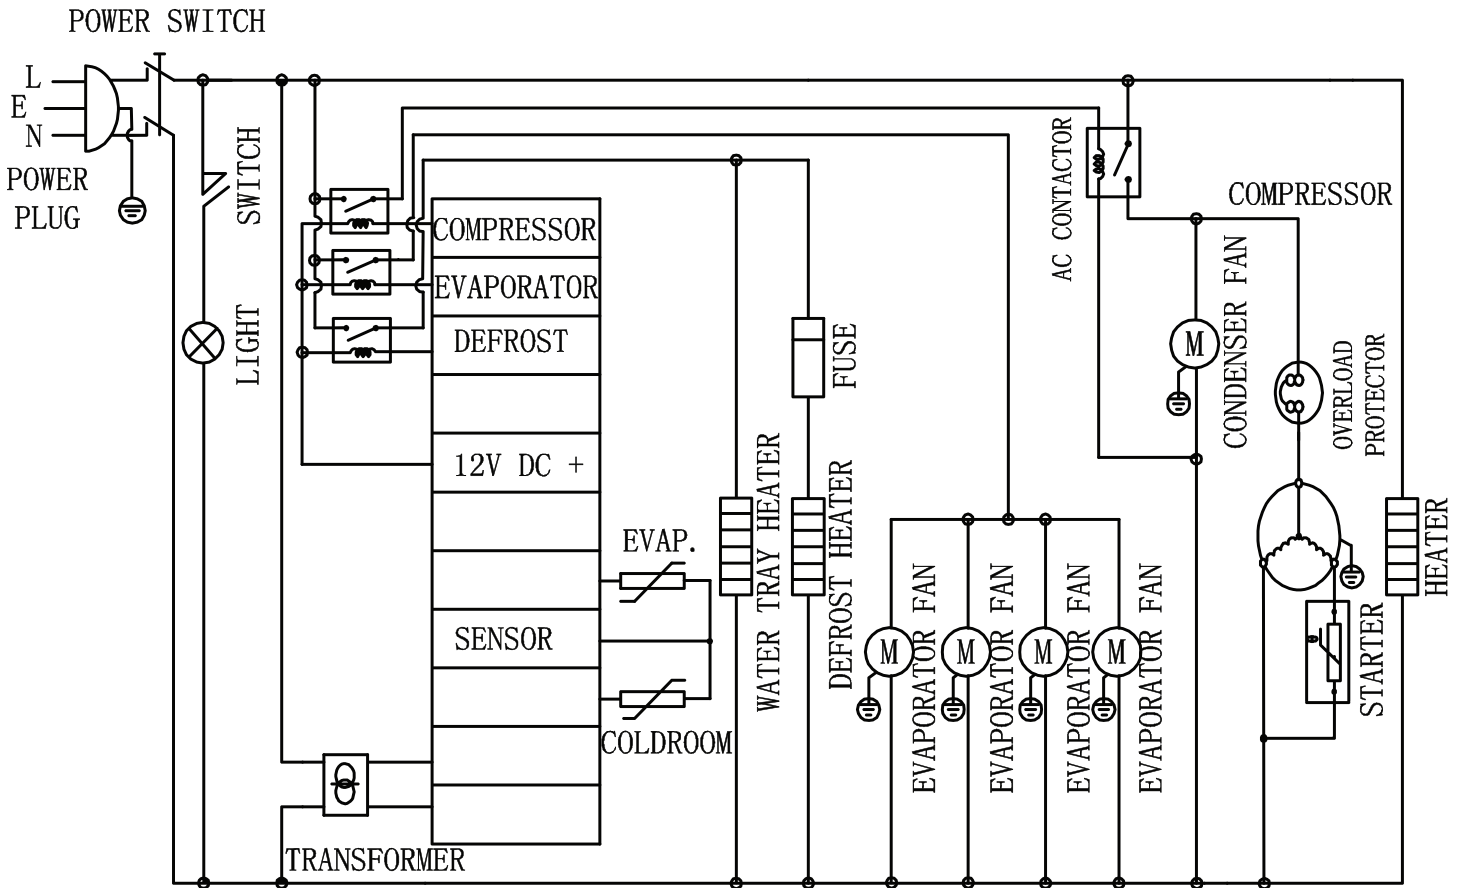 POWER SWITCH
L
E
N
POWER
PLUG
SWITCH
LIGHT
COMPRESSOR
EVAPORATOR
DEFROST
12V DC +
SENSOR
TRANSFORMER
EVAP.
COLDROOM
WATER TRAY HEATER
FUSE
DEFROST HEATER
M
EVAPORATOR FAN
M
EVAPORATOR FAN
M
EVAPORATOR FAN
M
EVAPORATOR FAN
AC CONTACTOR
M
CONDENSER FAN
COMPRESSOR
OVERLOAD
PROTECTOR
STARTER
HEATER